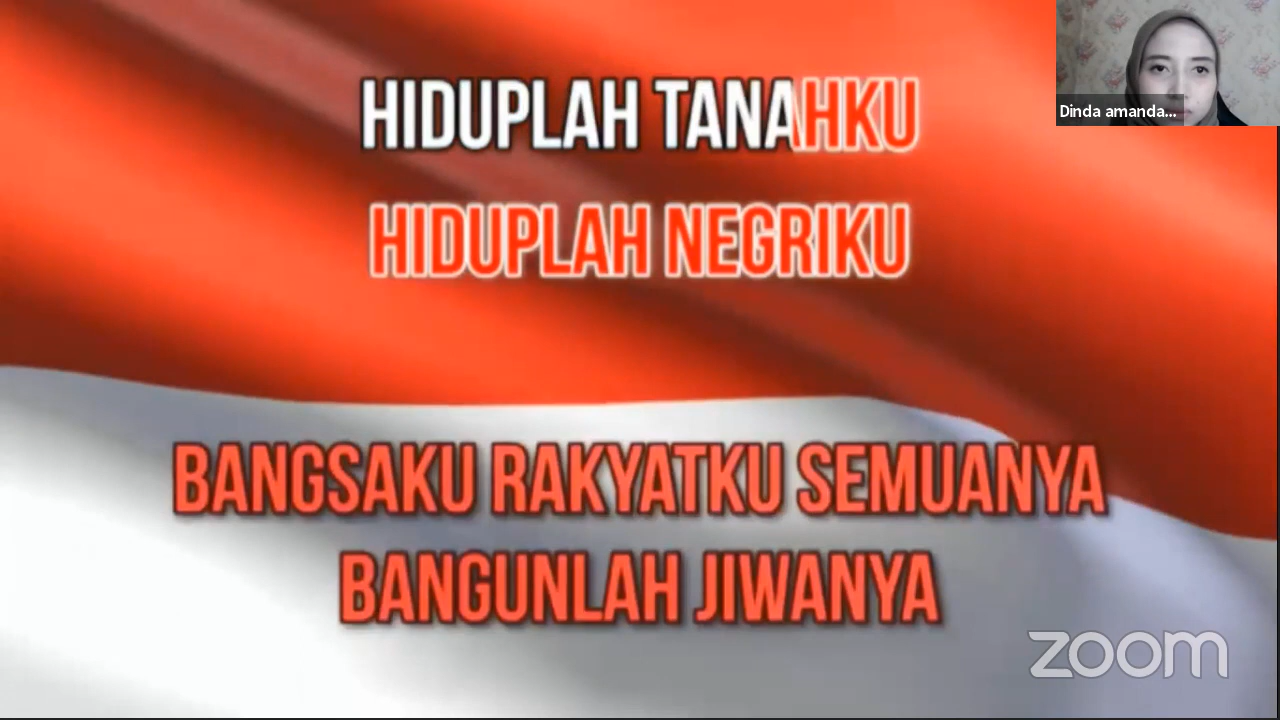 HIDUPLAH TANAHKU
HIDUPLAH NEGRIKU
BANGSAKU RAKYATKU SEMUANYA
BANGUNLAH JIWANYA
Dinda amanda...
zoom